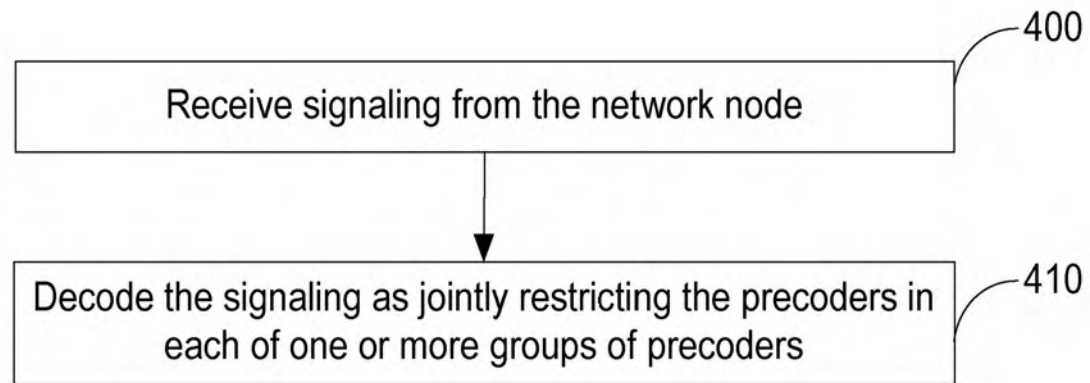 400
Receive signaling from the network node
410
Decode the signaling as jointly restricting the precoders in
each of one or more groups of precoders